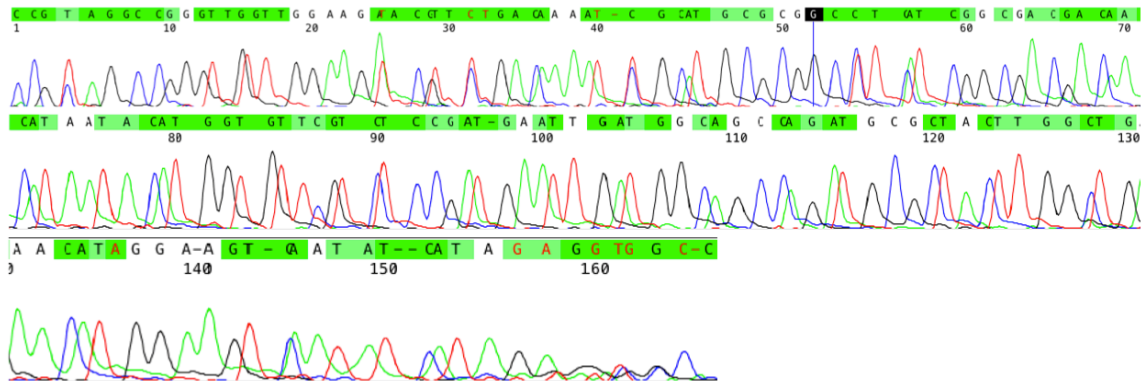 C C G T A G G C C G G G T T G G T T G G A A G A A C C T T C T G A C A A A A T - C G C A T G C G C G G C C T C A T C G G C G A C G A C A A
1 10 20 30 40 50 60 70
C A T A A T A C A T G G T G T T C G T C T C C G A T - G A A T T G A T G G C A G C C A G A T G C G C T A C T T G G C T G
80 90 100 110 120 130
A A C A T A G G A - A G T - C A A T A T - - C A T A G A G G T G G C - C
140 150 160